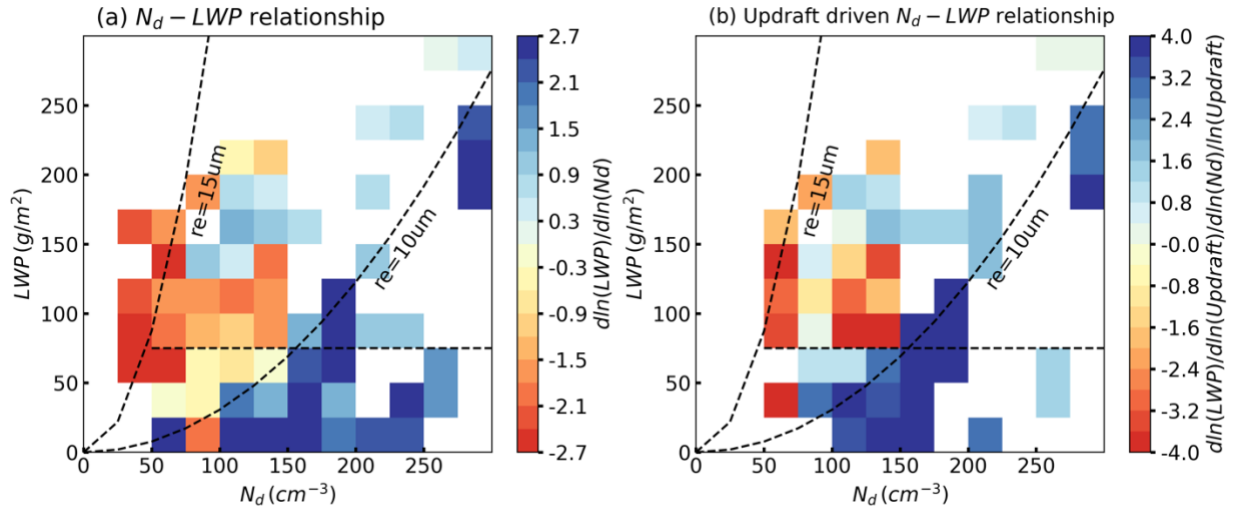 (a) N_d − LWP relationship
LWP (g/m²)
250
200
150
100
50
0
re=15um
re=10um
0 50 100 150 200 250
N_d (cm⁻³)
2.7
2.1
1.5
0.9
0.3
-0.3
-0.9
-1.5
-2.1
-2.7
dln(LWP)/dln(Nd)
(b) Updraft driven N_d − LWP relationship
LWP (g/m²)
250
200
150
100
50
0
re=15um
re=10um
0 50 100 150 200 250
N_d (cm⁻³)
4.0
3.2
2.4
1.6
0.8
-0.0
-0.8
-1.6
-2.4
-3.2
-4.0
dln(LWP)/dln(Updraft)/dln(Nd)/ln(Updraft)